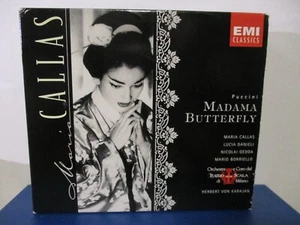 EMI
CLASSICS
Maria CALLAS
Puccini
MADAMA
BUTTERFLY
MARIA CALLAS
LUCIA DANIELI
NICOLAI GEDDA
MARIO BORRIELLO
Orchestra e Coro del
TEATRO ALLA SCALA
di Milano
HERBERT VON KARAJAN